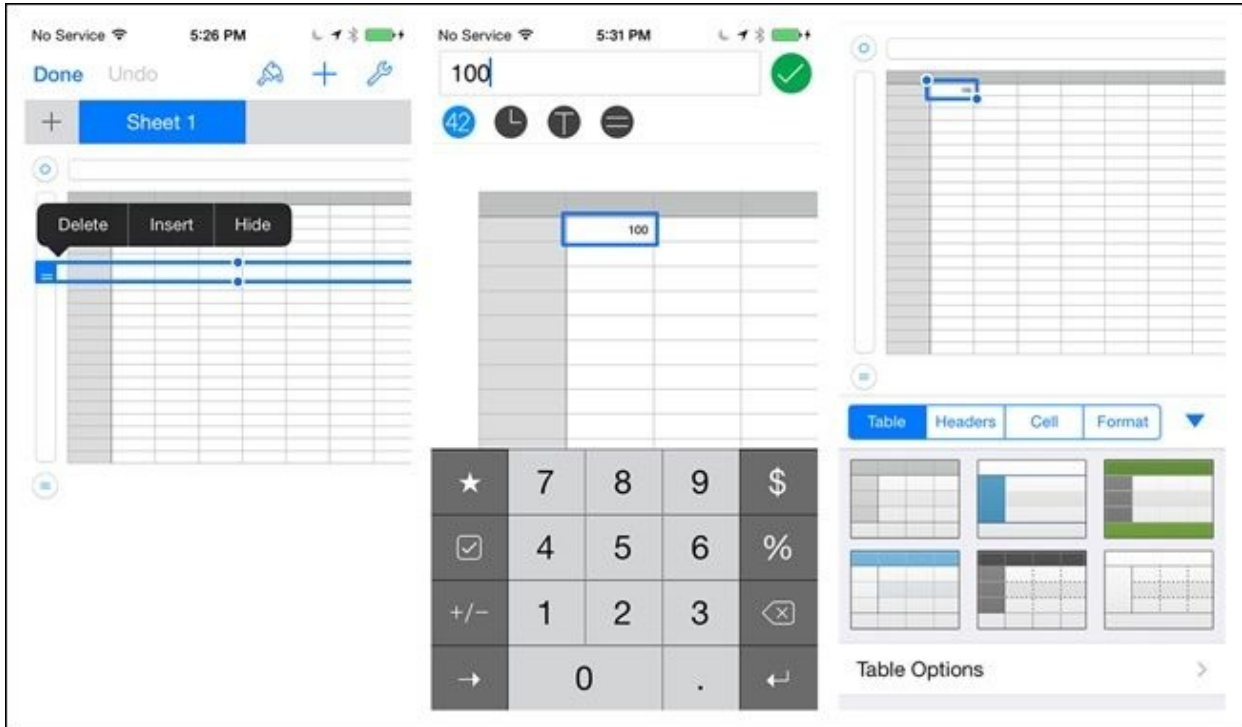 No Service 5:26 PM
Done Undo
Sheet 1
Delete Insert Hide
No Service 5:31 PM
100
42 T =
100
7 8 9 $
4 5 6 %
+/− 1 2 3
0 .
100
Table Headers Cell Format
Table Options